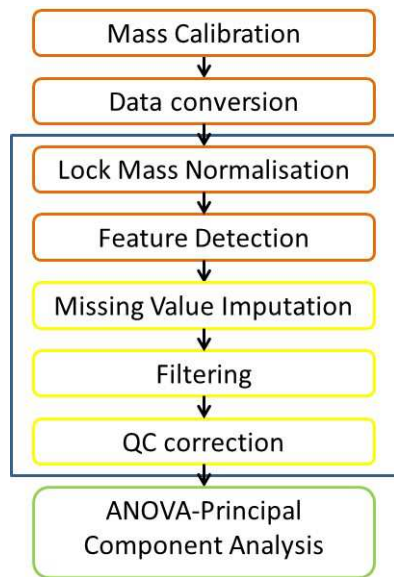 Mass Calibration
Data conversion
Lock Mass Normalisation
Feature Detection
Missing Value Imputation
Filtering
QC correction
ANOVA-Principal
Component Analysis